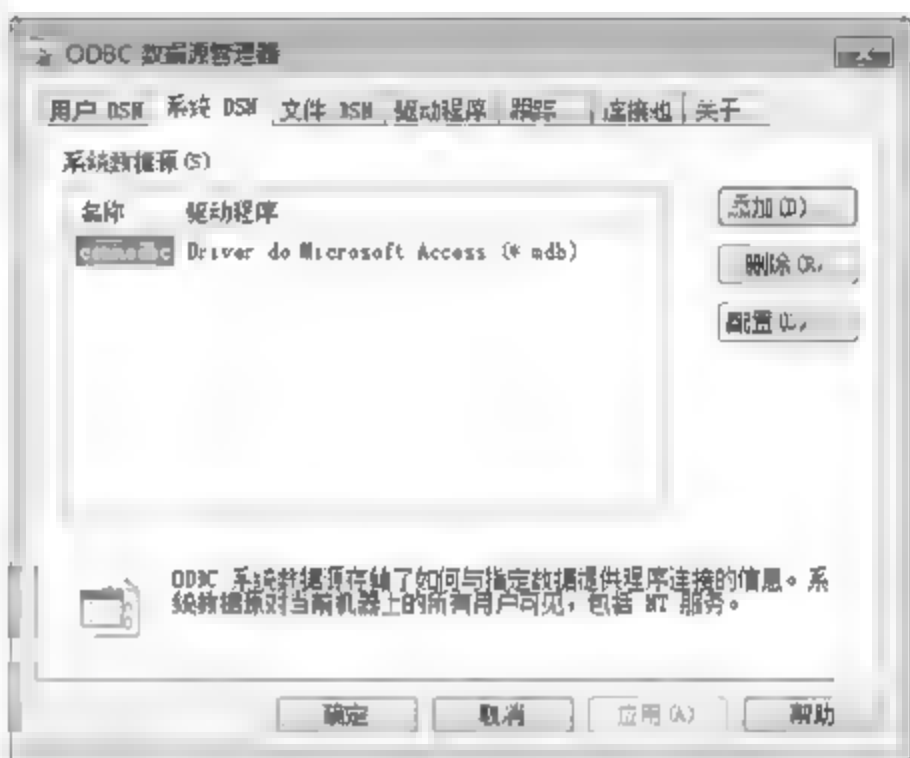 ODBC 数据源管理器
用户 DSN 系统 DSN 文件 DSN 驱动程序 跟踪 连接池 关于
系统数据源(S)
名称 驱动程序
Driver do Microsoft Access (*.mdb)
添加(D)
删除(R)
配置
ODBC 系统数据源存储了如何与指定数据提供程序连接的信息。系
统数据源对当前机器上的所有用户可见，包括 NT 服务。
确定 取消 应用(A) 帮助